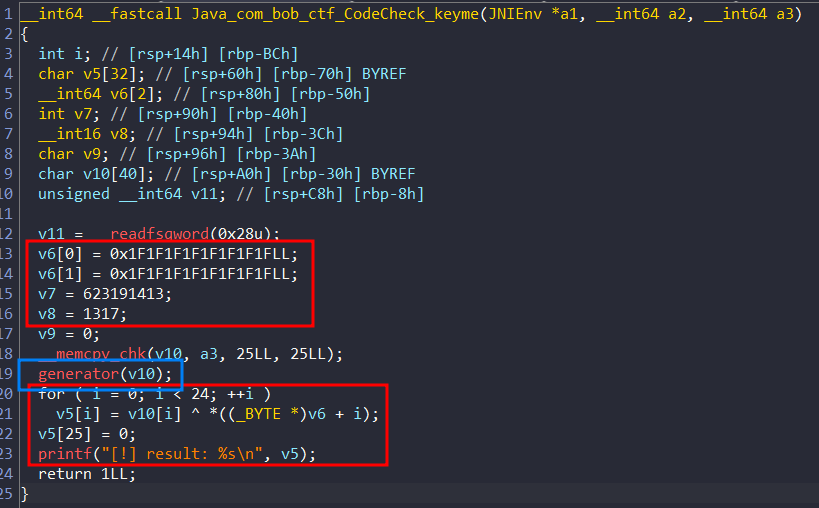 1 __int64 __fastcall Java_com_bob_ctf_CodeCheck_keyme(JNIEnv *a1, __int64 a2, __int64 a3)
2 {
3 int i; // [rsp+14h] [rbp-BCh]
4 char v5[32]; // [rsp+60h] [rbp-70h] BYREF
5 __int64 v6[2]; // [rsp+80h] [rbp-50h]
6 int v7; // [rsp+90h] [rbp-40h]
7 __int16 v8; // [rsp+94h] [rbp-3Ch]
8 char v9; // [rsp+96h] [rbp-3Ah]
9 char v10[40]; // [rsp+A0h] [rbp-30h] BYREF
10 unsigned __int64 v11; // [rsp+C8h] [rbp-8h]
11
12 v11 = __readfsqword(0x28u);
13 v6[0] = 0x1F1F1F1F1F1F1F1FLL;
14 v6[1] = 0x1F1F1F1F1F1F1F1FLL;
15 v7 = 623191413;
16 v8 = 1317;
17 v9 = 0;
18 __memcpy_chk(v10, a3, 25LL, 25LL);
19 generator(v10);
20 for ( i = 0; i < 24; ++i )
21 v5[i] = v10[i] ^ *((_BYTE *)v6 + i);
22 v5[25] = 0;
23 printf("[!] result: %s\n", v5);
24 return 1LL;
25 }